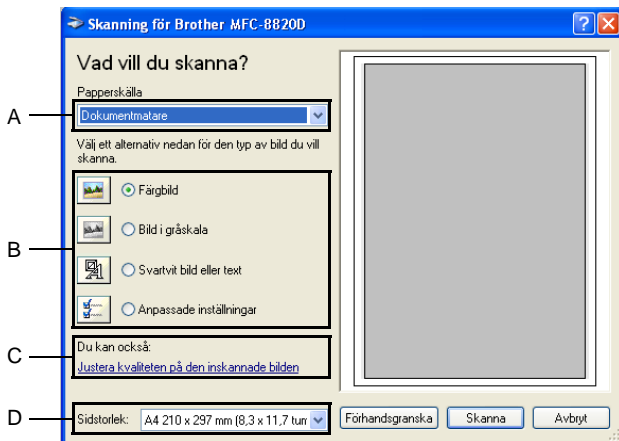 Skanning för Brother MFC-8820D
Vad vill du skanna?
Papperskälla
A
Dokumentmatare
Välj ett alternativ nedan för den typ av bild du vill
skanna.
Färgbild
Bild i gråskala
B
Svartvit bild eller text
Anpassade inställningar
Du kan också:
C
Justera kvaliteten på den inskannade bilden
D
Sidstorlek: A4 210 x 297 mm (8,3 x 11,7 tum
Förhandsgranska Skanna Avbryt